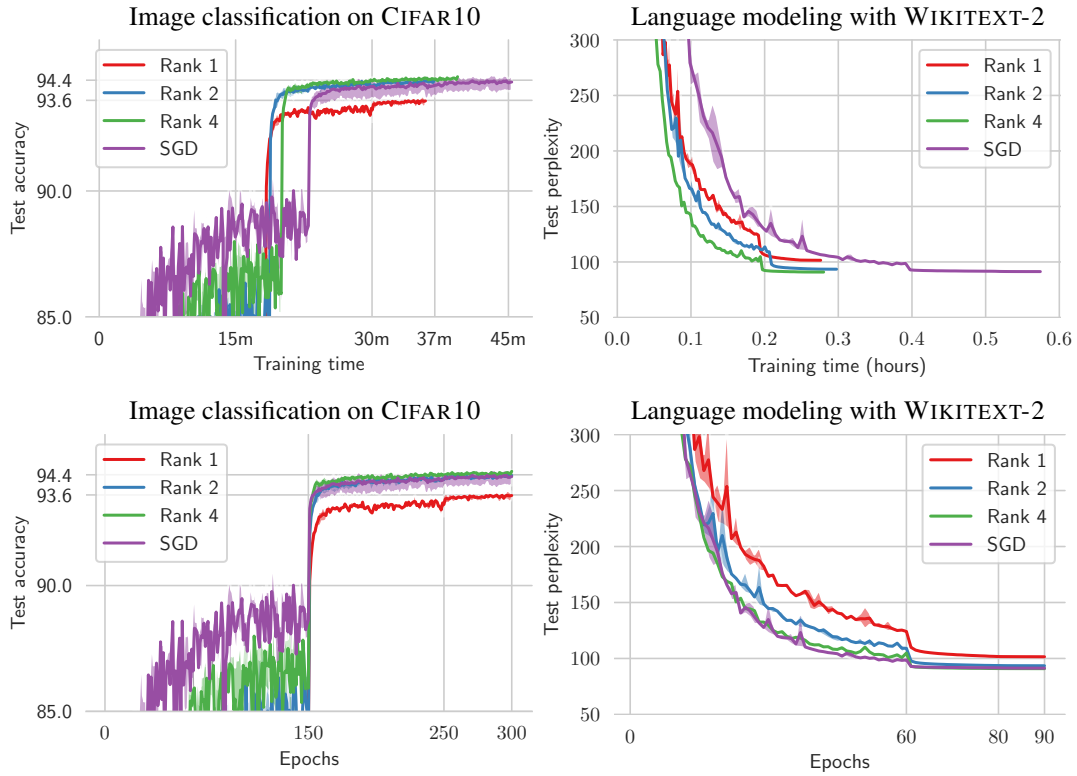 Image classification on CIFAR10
Rank 1
Rank 2
Rank 4
SGD
94.4
93.6
90.0
85.0
Test accuracy
0
15m
30m
37m
45m
Training time
Language modeling with WIKITEXT-2
Rank 1
Rank 2
Rank 4
SGD
300
250
200
150
100
50
Test perplexity
0.0
0.1
0.2
0.3
0.4
0.5
0.6
Training time (hours)
Image classification on CIFAR10
Rank 1
Rank 2
Rank 4
SGD
94.4
93.6
90.0
85.0
Test accuracy
0
150
250
300
Epochs
Language modeling with WIKITEXT-2
Rank 1
Rank 2
Rank 4
SGD
300
250
200
150
100
50
Test perplexity
0
60
80
90
Epochs